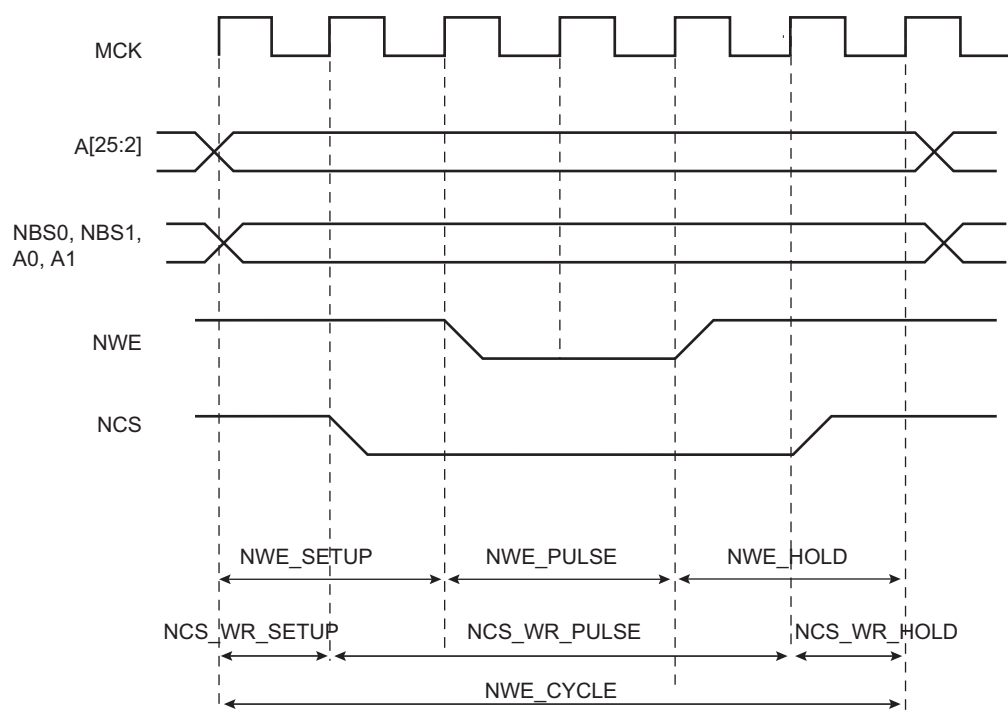 MCK
A[25:2]
NBS0, NBS1,
A0, A1
NWE
NCS
NWE_SETUP
NWE_PULSE
NWE_HOLD
NCS_WR_SETUP
NCS_WR_PULSE
NCS_WR_HOLD
NWE_CYCLE